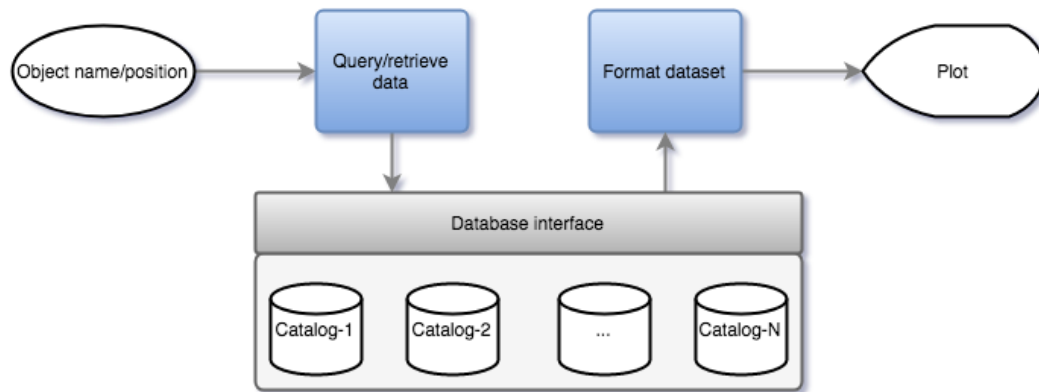 Object name/position
Query/retrieve
data
Format dataset
Plot
Database interface
Catalog-1
Catalog-2
...
Catalog-N